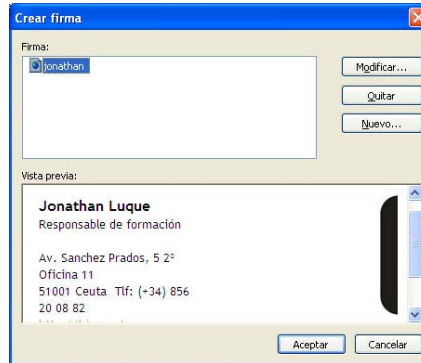 Crear firma
Firma:
jonathan
Modificar...
Quitar
Nuevo...
Vista previa:
Jonathan Luque
Responsable de formación
Av. Sanchez Prados, 5 2º
Oficina 11
51001 Ceuta Tlf: (+34) 856
20 08 82
Aceptar
Cancelar